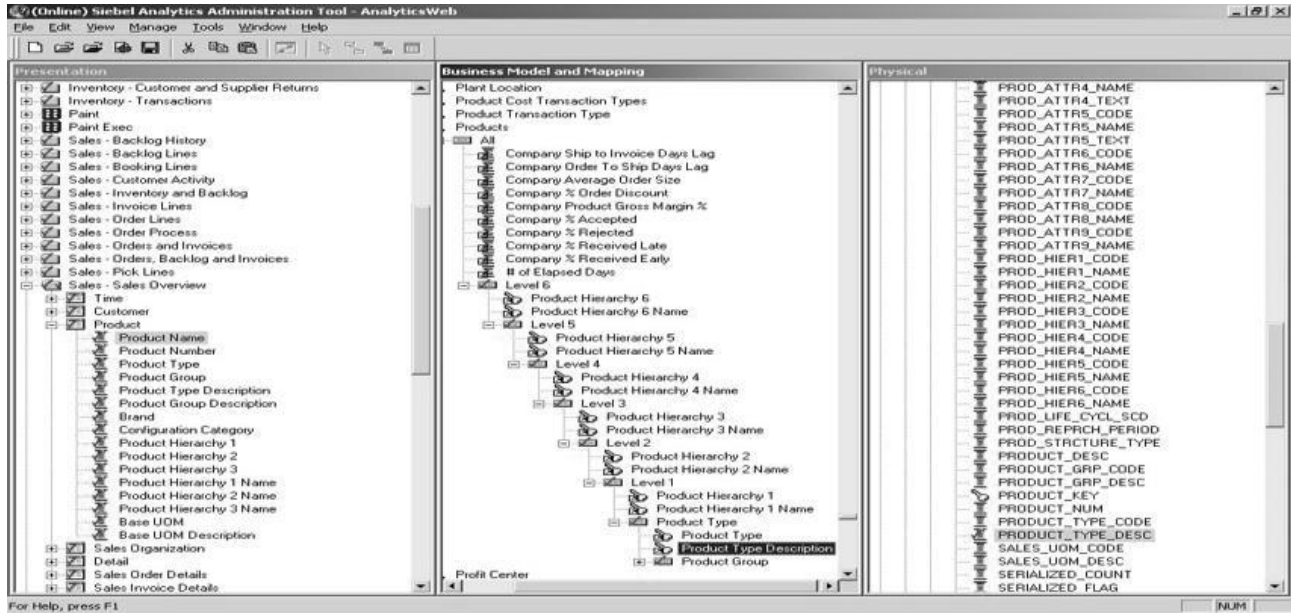 (Online) Siebel Analytics Administration Tool - AnalyticsWeb
File Edit View Manage Tools Window Help
Presentation
Inventory - Customer and Supplier Returns
Inventory - Transactions
Paint
Paint Exec
Sales - Backlog History
Sales - Backlog Lines
Sales - Booking Lines
Sales - Customer Activity
Sales - Inventory and Backlog
Sales - Invoice Lines
Sales - Order Lines
Sales - Order Process
Sales - Orders and Invoices
Sales - Orders, Backlog and Invoices
Sales - Pick Lines
Sales - Sales Overview
Time
Customer
Product
Product Name
Product Number
Product Type
Product Group
Product Type Description
Product Group Description
Brand
Configuration Category
Product Hierarchy 1
Product Hierarchy 2
Product Hierarchy 3
Product Hierarchy 1 Name
Product Hierarchy 2 Name
Product Hierarchy 3 Name
Base UOM
Base UOM Description
Sales Organization
Detail
Sales Order Details
Sales Invoice Details
Business Model and Mapping
Plant Location
Product Cost Transaction Types
Product Transaction Type
Products
All
Company Ship to Invoice Days Lag
Company Order To Ship Days Lag
Company Average Order Size
Company % Order Discount
Company Product Gross Margin %
Company % Accepted
Company % Rejected
Company % Received Late
Company % Received Early
# of Elapsed Days
Level 6
Product Hierarchy 6
Product Hierarchy 6 Name
Level 5
Product Hierarchy 5
Product Hierarchy 5 Name
Level 4
Product Hierarchy 4
Product Hierarchy 4 Name
Level 3
Product Hierarchy 3
Product Hierarchy 3 Name
Level 2
Product Hierarchy 2
Product Hierarchy 2 Name
Level 1
Product Hierarchy 1
Product Hierarchy 1 Name
Product Type
Product Type
Product Type Description
Product Group
Profit Center
Physical
PROD_ATTR4_NAME
PROD_ATTR4_TEXT
PROD_ATTR5_CODE
PROD_ATTR5_NAME
PROD_ATTR5_TEXT
PROD_ATTR6_CODE
PROD_ATTR6_NAME
PROD_ATTR7_CODE
PROD_ATTR7_NAME
PROD_ATTR8_CODE
PROD_ATTR8_NAME
PROD_ATTR9_CODE
PROD_ATTR9_NAME
PROD_HIER1_CODE
PROD_HIER1_NAME
PROD_HIER2_CODE
PROD_HIER2_NAME
PROD_HIER3_CODE
PROD_HIER3_NAME
PROD_HIER4_CODE
PROD_HIER4_NAME
PROD_HIER5_CODE
PROD_HIER5_NAME
PROD_HIER6_CODE
PROD_HIER6_NAME
PROD_LIFE_CYCL_SCD
PROD_REPRCH_PERIOD
PROD_STRCTURE_TYPE
PRODUCT_DESC
PRODUCT_GRP_CODE
PRODUCT_GRP_DESC
PRODUCT_KEY
PRODUCT_NUM
PRODUCT_TYPE_CODE
PRODUCT_TYPE_DESC
SALES_UOM_CODE
SALES_UOM_DESC
SERIALIZED_COUNT
SERIALIZED_FLAG
For Help, press F1
NUM